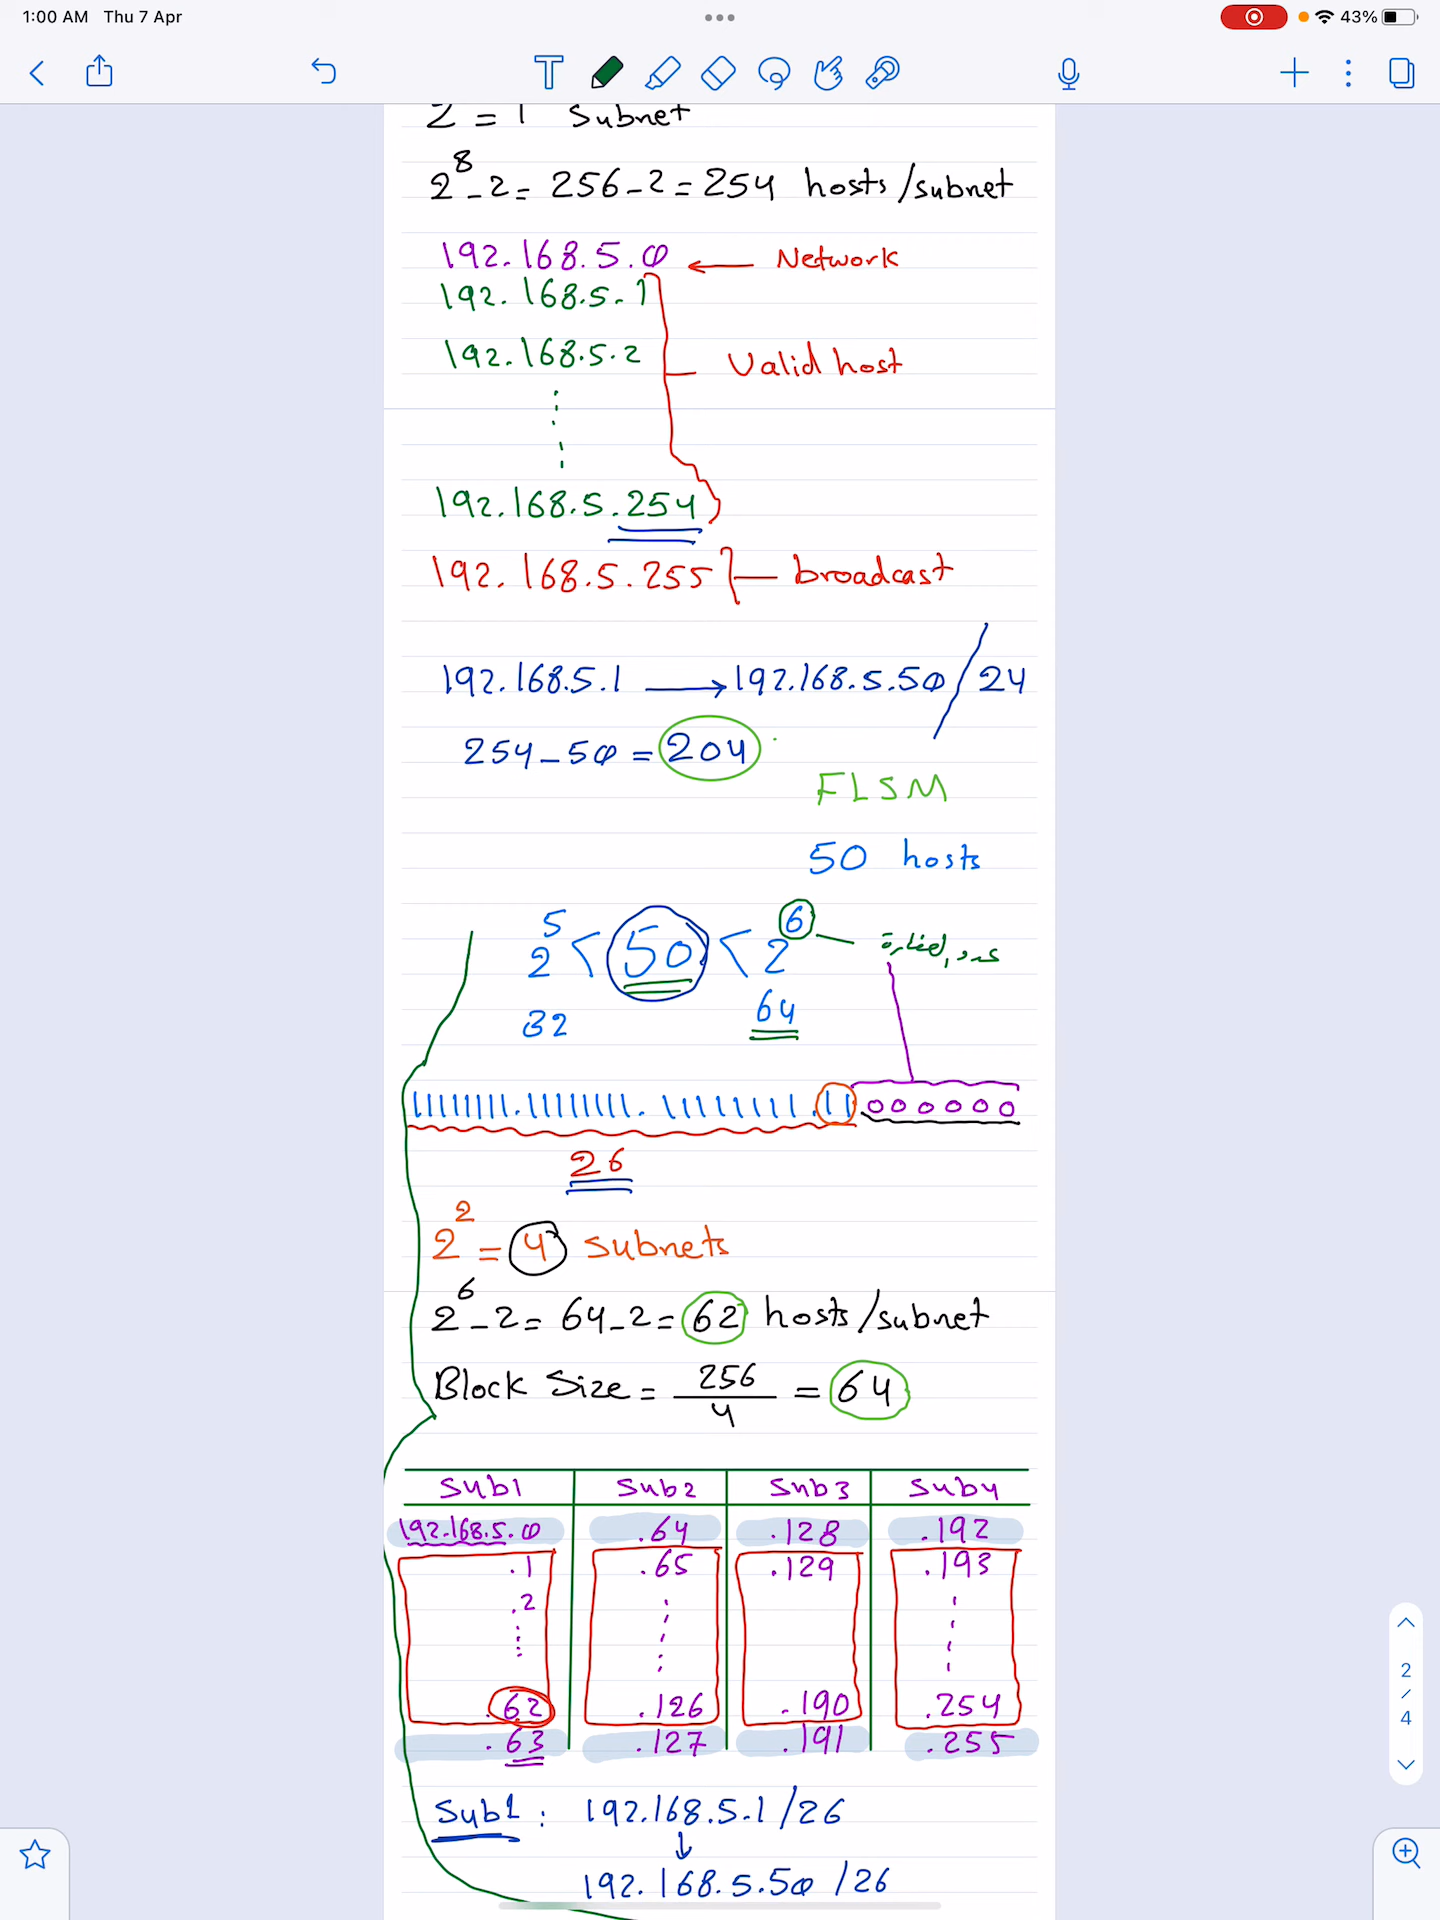 1:00 AM Thu 7 Apr
43%
2 = 1 Subnet
2^8 - 2 = 256 - 2 = 254 hosts/subnet
192.168.5.0 ← Network
192.168.5.1
192.168.5.2 Valid host
192.168.5.254
192.168.5.255 broadcast
192.168.5.1 → 192.168.5.50 / 24
254 - 50 = 204
FLSM
50 hosts
2^5 < 50 < 2^6 عدد
32 64
11111111.11111111.11111111.11000000
26
2^2 = 4 subnets
2^6 - 2 = 64 - 2 = 62 hosts/subnet
Block Size = 256/4 = 64
Sub1 Sub2 Sub3 Sub4
192.168.5.0 .64 .128 .192
.1 .65 .129 .193
.2
.62 .126 .190 .254
.63 .127 .191 .255
Sub1 : 192.168.5.1 /26
↓
192.168.5.50 /26
2/4